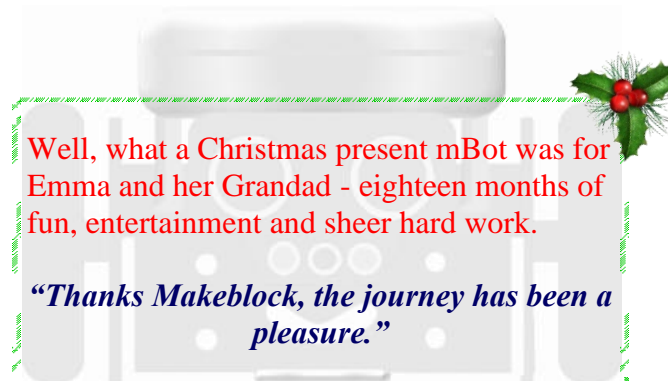 Well, what a Christmas present mBot was for
Emma and her Grandad - eighteen months of
fun, entertainment and sheer hard work.
“Thanks Makeblock, the journey has been a
pleasure.”